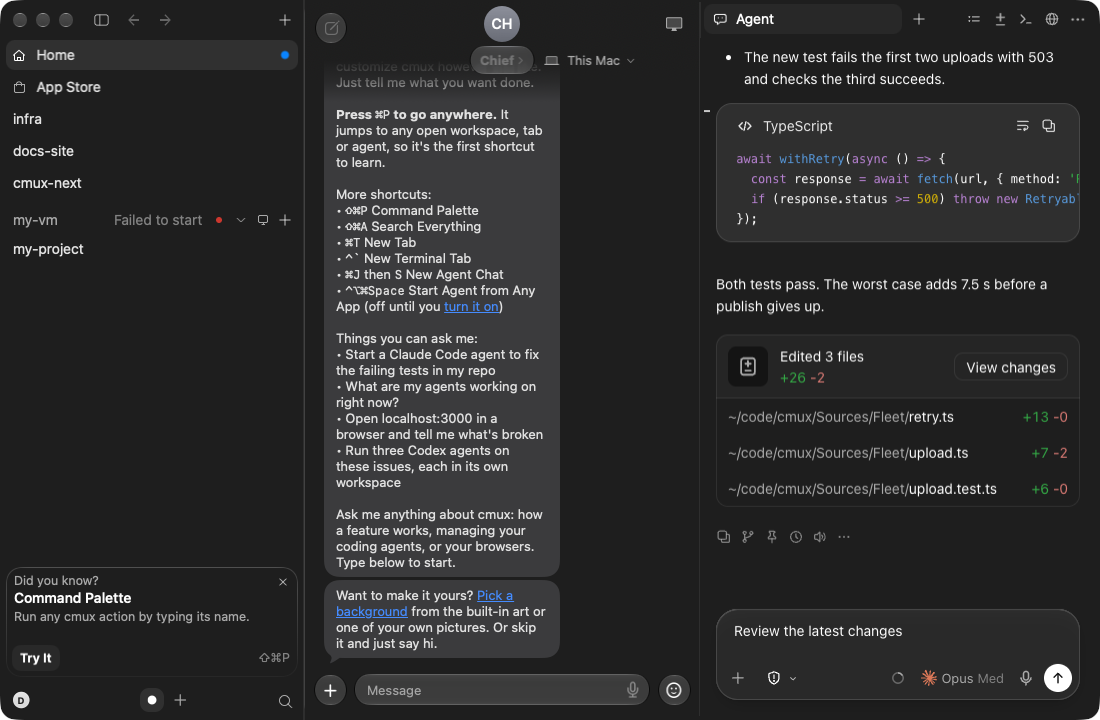 Home
App Store
infra
docs-site
cmux-next
my-vm Failed to start
my-project
Did you know?
Command Palette
Run any cmux action by typing its name.
Try It ⇧⌘P
D
CH
Chief
This Mac
Just tell me what you want done.
Press ⌘P to go anywhere. It
jumps to any open workspace, tab
or agent, so it's the first shortcut
to learn.
More shortcuts:
• ⇧⌘P Command Palette
• ⇧⌘A Search Everything
• ⌘T New Tab
• ^` New Terminal Tab
• ⌘J then S New Agent Chat
• ^⌥⌘Space Start Agent from Any
App (off until you turn it on)
Things you can ask me:
• Start a Claude Code agent to fix
the failing tests in my repo
• What are my agents working on
right now?
• Open localhost:3000 in a
browser and tell me what's broken
• Run three Codex agents on
these issues, each in its own
workspace
Ask me anything about cmux: how
a feature works, managing your
coding agents, or your browsers.
Type below to start.
Want to make it yours? Pick a
background from the built-in art or
one of your own pictures. Or skip
it and just say hi.
Message
Agent
• The new test fails the first two uploads with 503
and checks the third succeeds.
TypeScript
await withRetry(async () => {
const response = await fetch(url, { method: '
if (response.status >= 500) throw new Retryab
});
Both tests pass. The worst case adds 7.5 s before a
publish gives up.
Edited 3 files
+26 -2
View changes
~/code/cmux/Sources/Fleet/retry.ts +13 -0
~/code/cmux/Sources/Fleet/upload.ts +7 -2
~/code/cmux/Sources/Fleet/upload.test.ts +6 -0
Review the latest changes
Opus Med